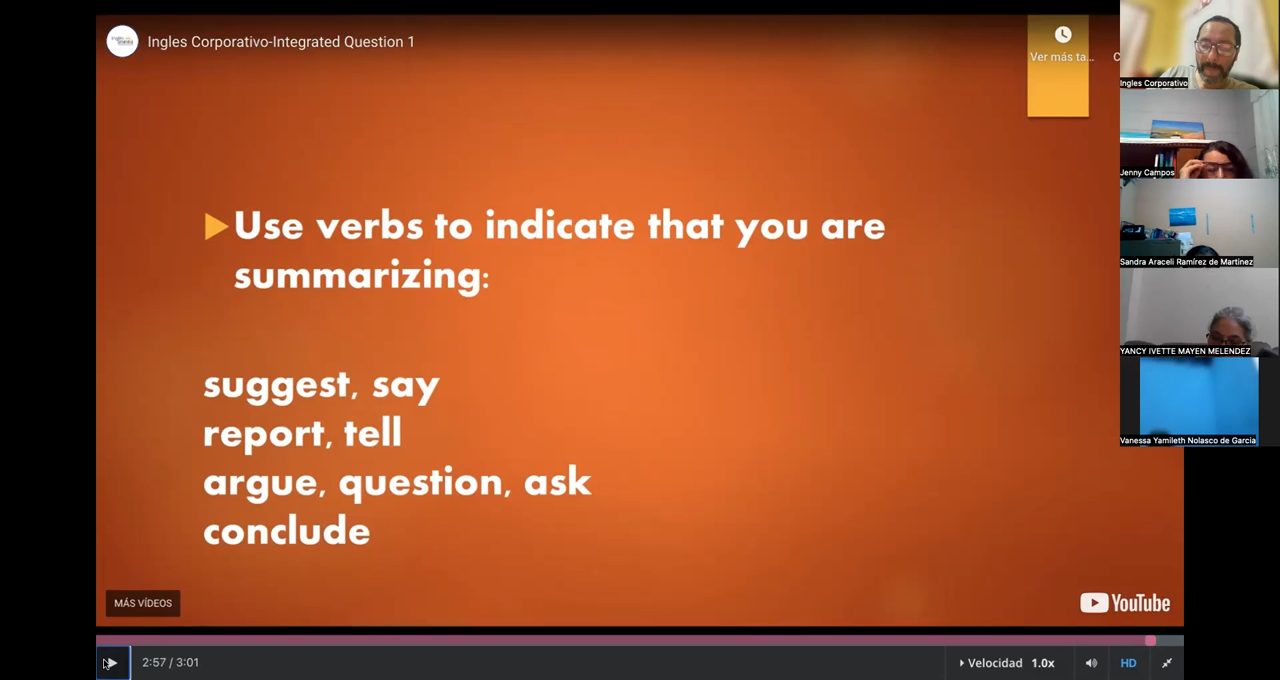 Ingles Corporativo-Integrated Question 1
Ver más ta...
C
Ingles Corporativo
Jenny Campos
Use verbs to indicate that you are
summarizing:
Sandra Araceli Ramírez de Martinez
YANCY IVETTE MAYEN MELENDEZ
suggest, say
report, tell
Vanessa Yamileth Nolasco de Garcia
argue, question, ask
conclude
MÁS VÍDEOS
YouTube
2:57 / 3:01
Velocidad 1.0x
HD